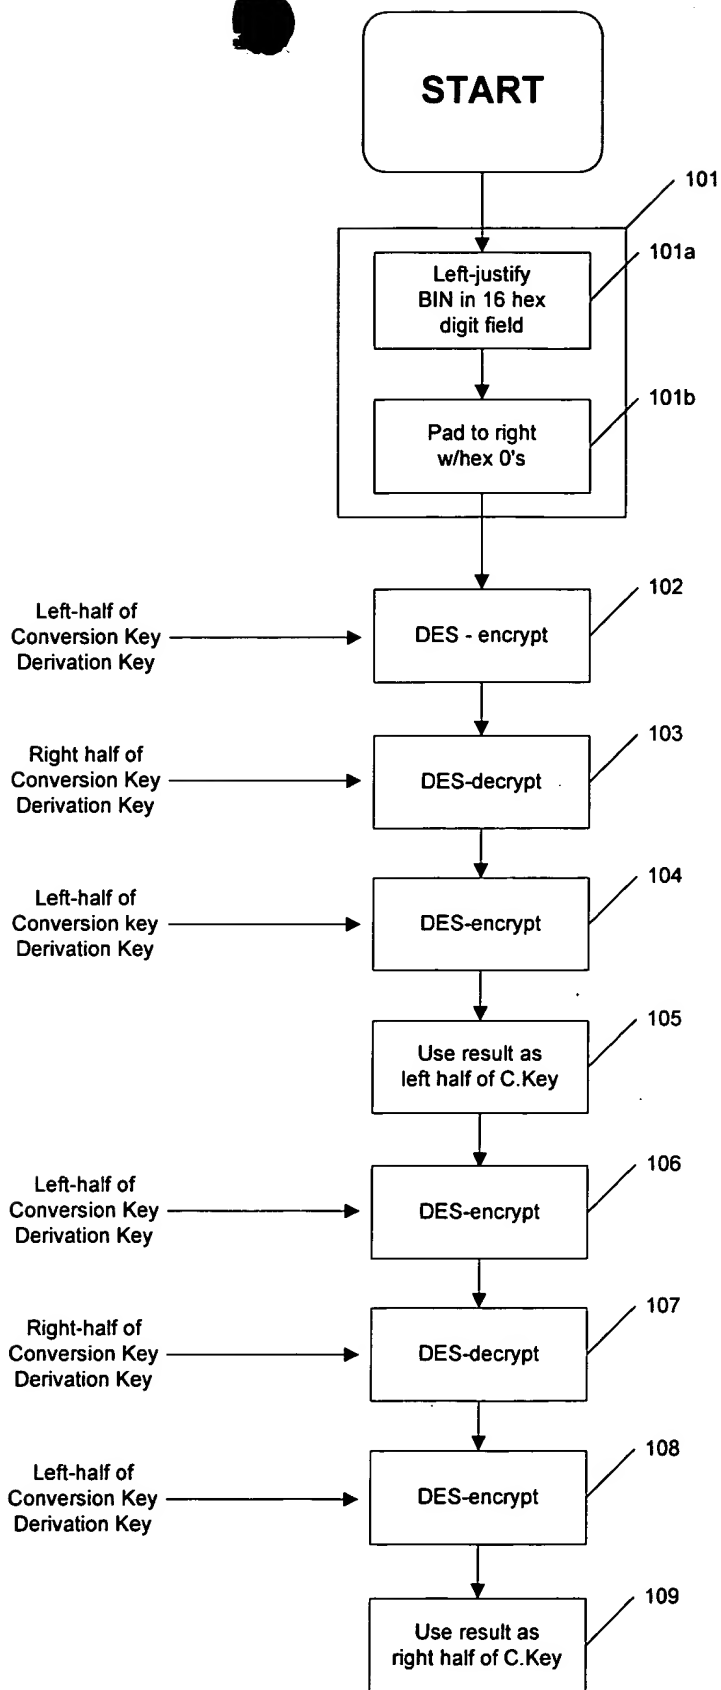 START
101
101a
Left-justify
BIN in 16 hex
digit field
101b
Pad to right
w/hex 0's
102
Left-half of
Conversion Key
Derivation Key
DES - encrypt
103
Right half of
Conversion Key
Derivation Key
DES-decrypt
104
Left-half of
Conversion key
Derivation Key
DES-encrypt
105
Use result as
left half of C.Key
106
Left-half of
Conversion Key
Derivation Key
DES-encrypt
107
Right-half of
Conversion Key
Derivation Key
DES-decrypt
108
Left-half of
Conversion Key
Derivation Key
DES-encrypt
109
Use result as
right half of C.Key